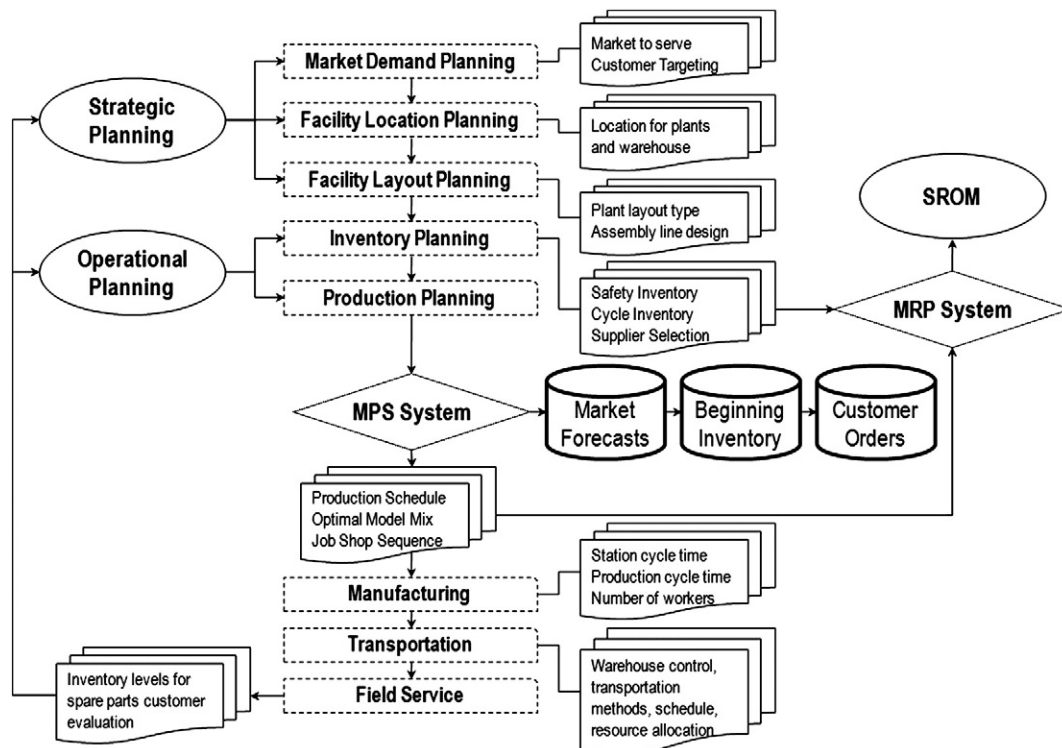 Market Demand Planning
Market to serve
Customer Targeting
Strategic
Planning
Facility Location Planning
Location for plants
and warehouse
Facility Layout Planning
Plant layout type
Assembly line design
SROM
Operational
Planning
Inventory Planning
Production Planning
Safety Inventory
Cycle Inventory
Supplier Selection
MRP System
MPS System
Market
Forecasts
Beginning
Inventory
Customer
Orders
Production Schedule
Optimal Model Mix
Job Shop Sequence
Manufacturing
Station cycle time
Production cycle time
Number of workers
Transportation
Warehouse control,
transportation
methods, schedule,
resource allocation
Field Service
Inventory levels for
spare parts customer
evaluation